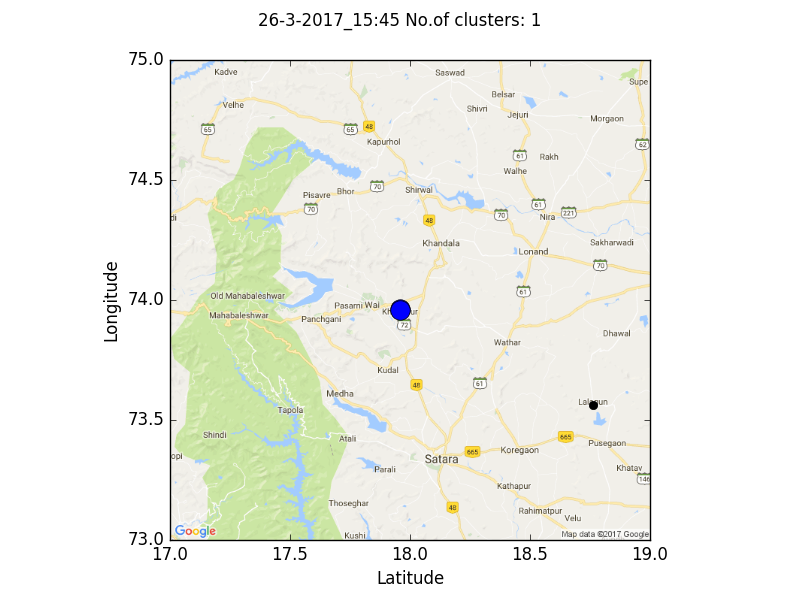 26-3-2017_15:45 No.of clusters: 1
75.0
74.5
74.0
73.5
73.0
Longitude
Kadve
Saswad
Supe
Velhe
Belsar
Shivri
Jejuri
Morgaon
65
65
48
Kapurhol
62
61
Rakh
Walhe
Pisavre
Bhor
70
Shirwal
70
61
70
221
di
48
Nira
Khandala
Sakharwadi
Lonand
70
Old Mahabaleshwar
61
Pasarni
Wai
Mahabaleshwar
Panchgani
72
Dhawal
Wathar
Kudal
48
61
Medha
Tapola
Shindi
Atali
665
665
Pusegaon
opi
Satara
Koregaon
Parali
Khatav
146
Kathapur
Thoseghar
48
Rahimatpur
Velu
Kushi
Google
Map data ©2017 Google
17.0 17.5 18.0 18.5 19.0
Latitude